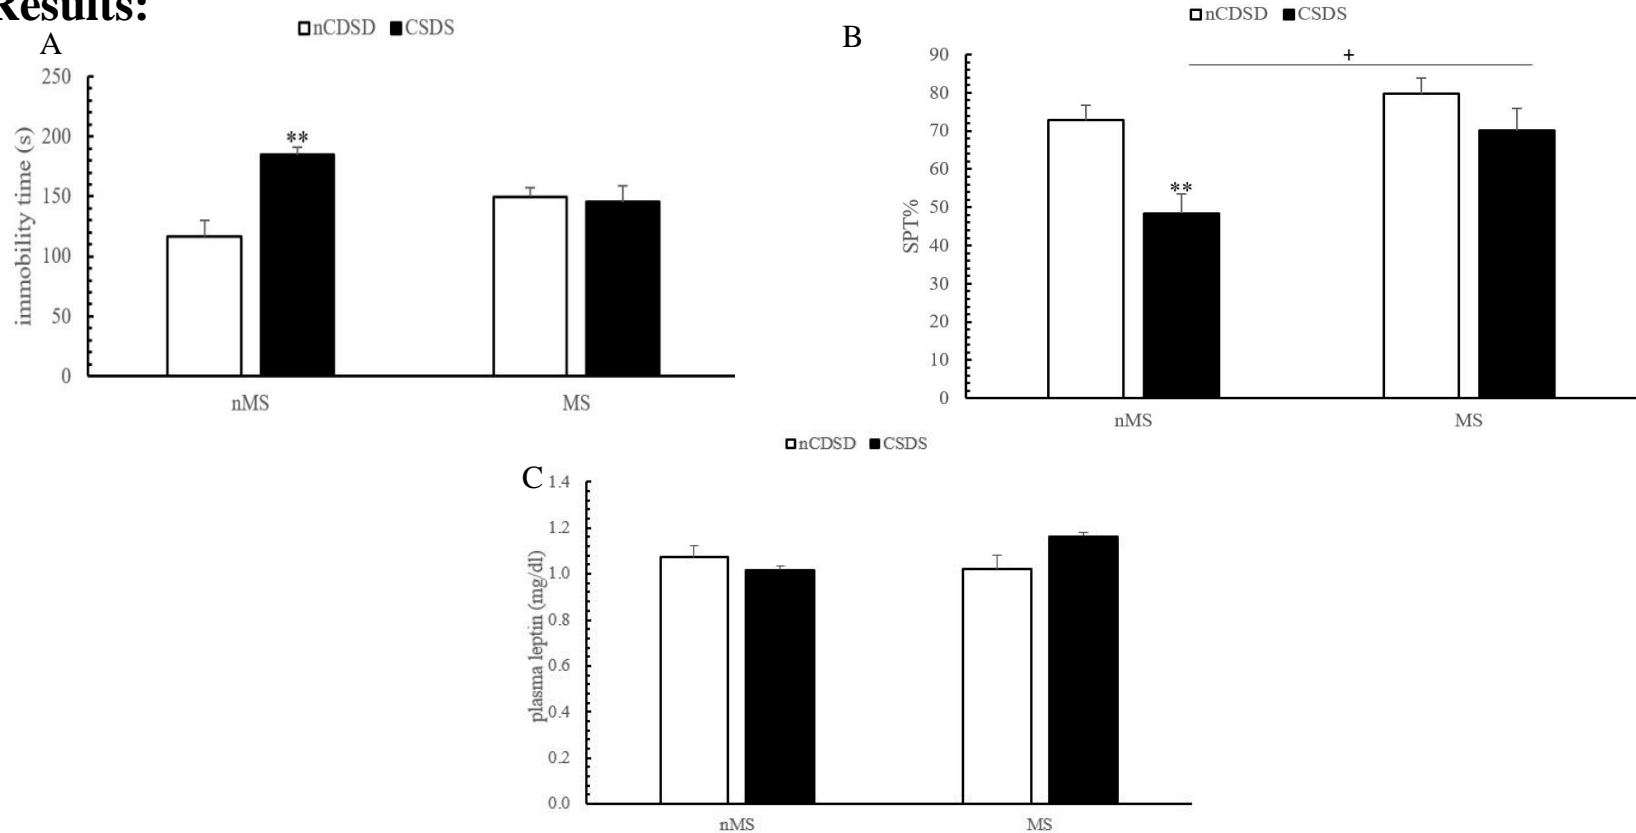 Results:
A
nCDSD CSDS
250
200
150
100
50
0
immobility time (s)
**
nMS MS
B
nCDSD CSDS
90
80
70
60
50
40
30
20
10
0
SPT%
+
**
nMS MS
C
nCDSD CSDS
1.4
1.2
1.0
0.8
0.6
0.4
0.2
0.0
plasma leptin (mg/dl)
nMS MS